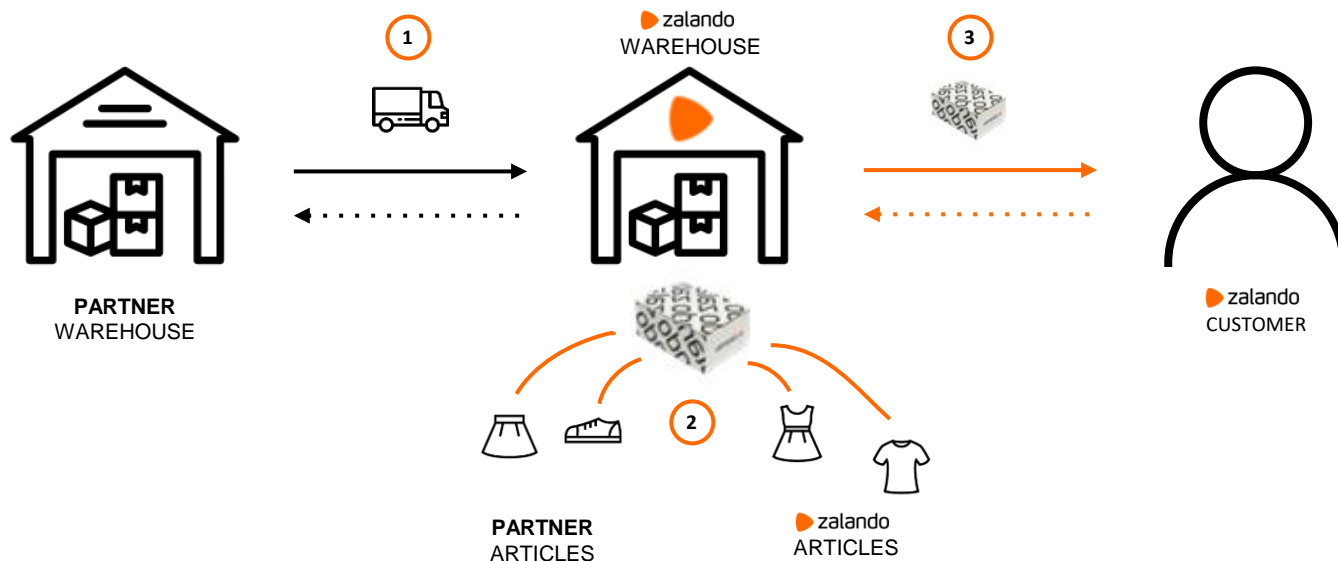 1
zalando
WAREHOUSE
3
PARTNER
WAREHOUSE
zalando
CUSTOMER
2
PARTNER
ARTICLES
zalando
ARTICLES